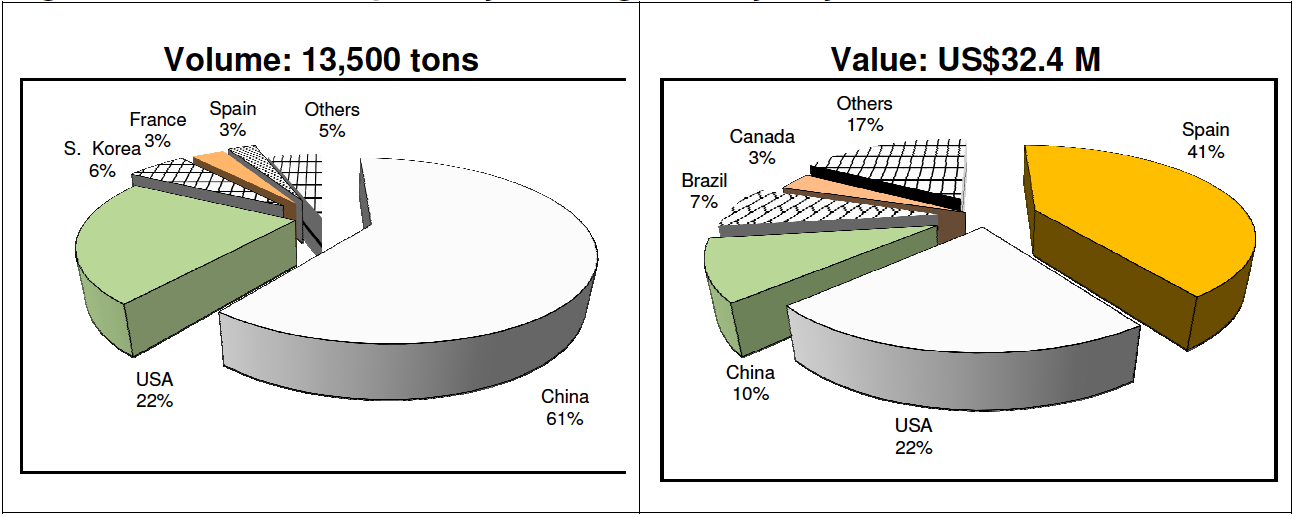 Volume: 13,500 tons
France
3%
Spain
3%
Others
5%
S. Korea
6%
USA
22%
China
61%
Value: US$32.4 M
Others
17%
Canada
3%
Brazil
7%
Spain
41%
China
10%
USA
22%